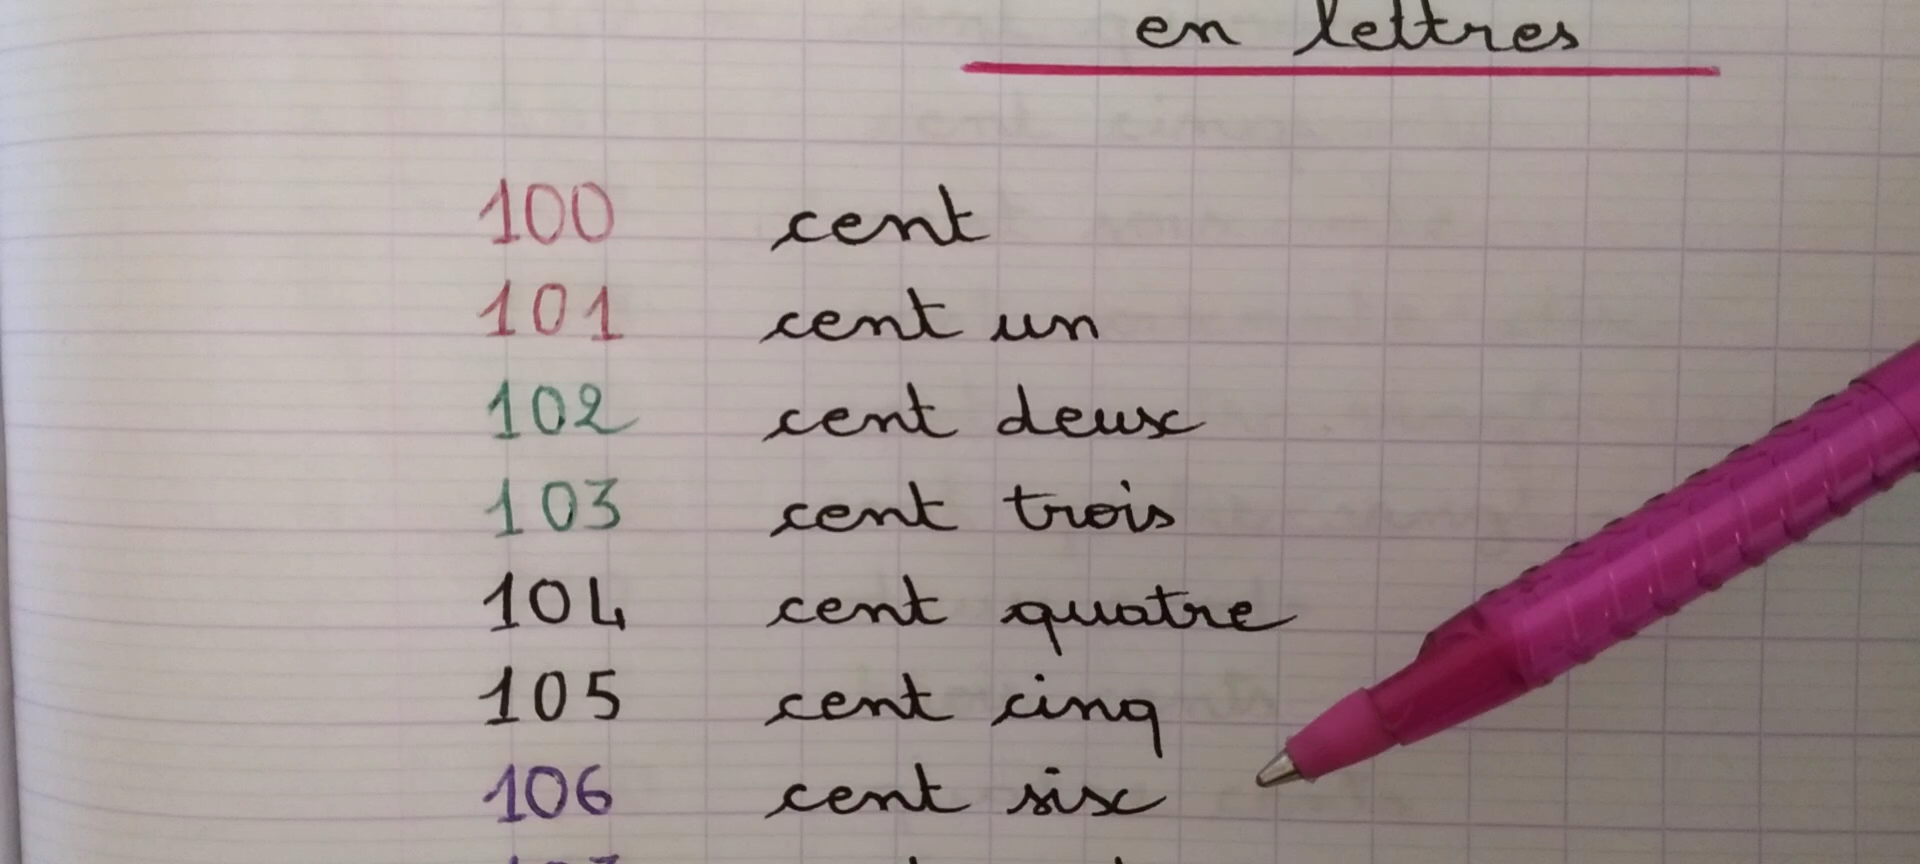 en lettres
100 cent
101 cent un
102 cent deux
103 cent trois
104 cent quatre
105 cent cinq
106 cent six